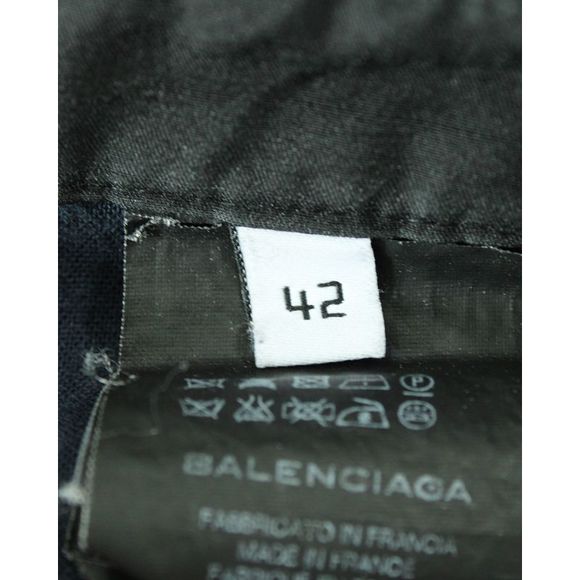 42
P
BALENCIAGA
FABBRICATO IN FRANCIA
MADE IN FRANCE